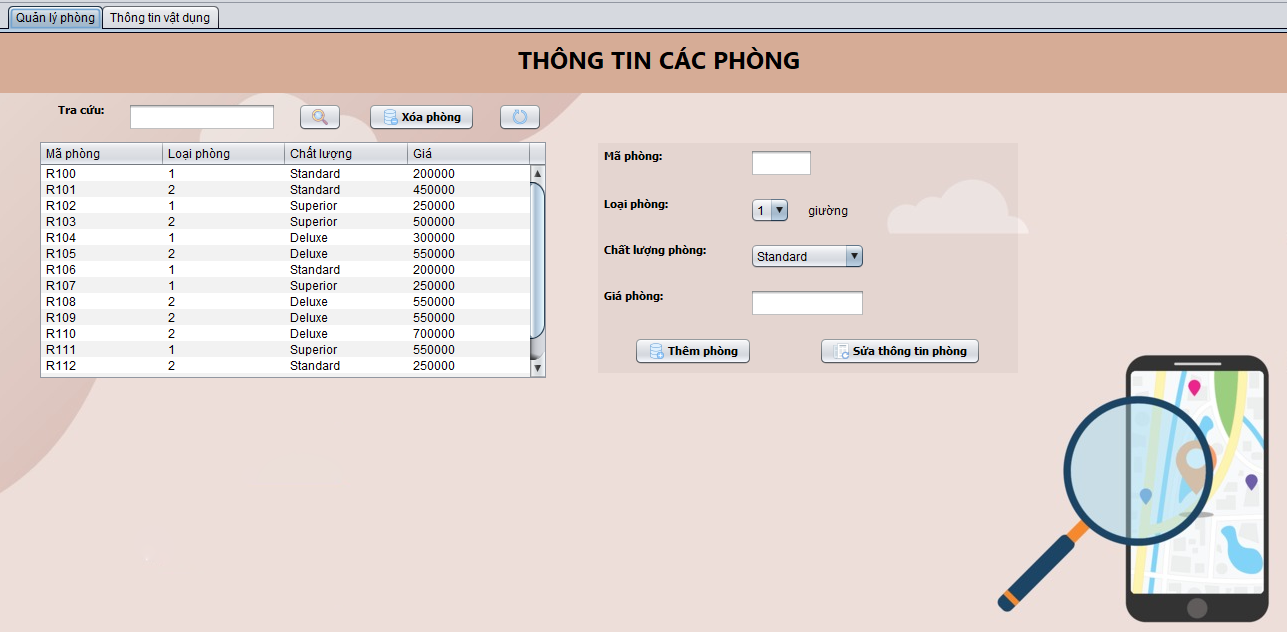 Quản lý phòng Thông tin vật dụng
THÔNG TIN CÁC PHÒNG
Tra cứu: Xóa phòng
Mã phòng Loại phòng Chất lượng Giá
R100 1 Standard 200000
R101 2 Standard 450000
R102 1 Superior 250000
R103 2 Superior 500000
R104 1 Deluxe 300000
R105 2 Deluxe 550000
R106 1 Standard 200000
R107 1 Superior 250000
R108 2 Deluxe 550000
R109 2 Deluxe 550000
R110 2 Deluxe 700000
R111 1 Superior 550000
R112 2 Standard 250000
Mã phòng:
Loại phòng: 1 giường
Chất lượng phòng: Standard
Giá phòng:
Thêm phòng Sửa thông tin phòng